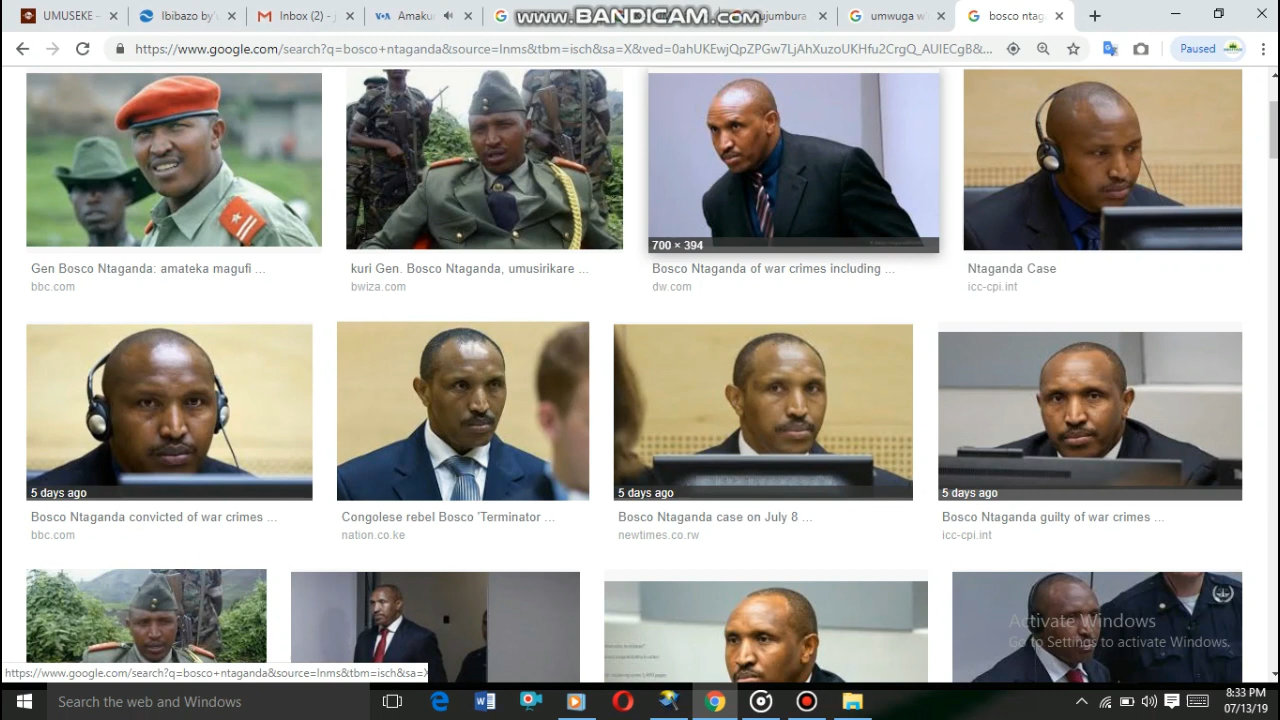 UMUSEKE –
Ibibazo by'u
Inbox (2) - j
Amaku
www.BANDICAM.com
ujumbura
umwuga w'i
bosco ntag
https://www.google.com/search?q=bosco+ntaganda&source=lnms&tbm=isch&sa=X&ved=0ahUKEwjQpZPGw7LjAhXuzoUKHfu2CrgQ_AUIECgB&...
Paused
700 × 394
Gen Bosco Ntaganda: amateka magufi ...
bbc.com
kuri Gen. Bosco Ntaganda, umusirikare ...
bwiza.com
Bosco Ntaganda of war crimes including ...
dw.com
Ntaganda Case
icc-cpi.int
5 days ago
5 days ago
5 days ago
Bosco Ntaganda convicted of war crimes ...
bbc.com
Congolese rebel Bosco 'Terminator ...
nation.co.ke
Bosco Ntaganda case on July 8 ...
newtimes.co.rw
Bosco Ntaganda guilty of war crimes ...
icc-cpi.int
Activate Windows
Go to Settings to activate Windows.
https://www.google.com/search?q=bosco+ntaganda&source=lnms&tbm=isch&sa=X
Search the web and Windows
8:33 PM
07/13/19